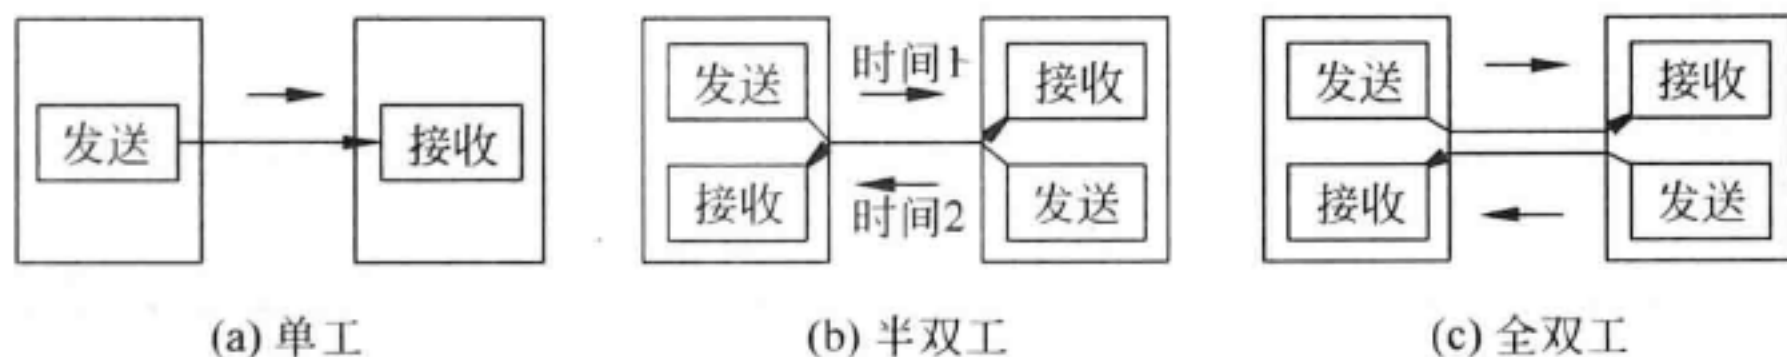 发送 接收
(a) 单工
发送 时间1 接收
接收 时间2 发送
(b) 半双工
发送 接收
接收 发送
(c) 全双工